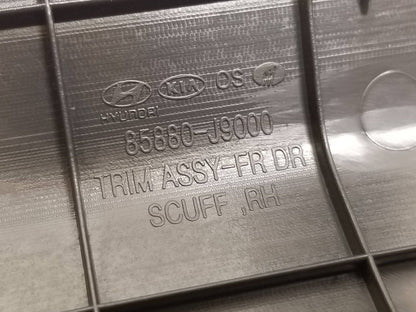 KIA OS
HYUNDAI
85880-J9000
TRIM ASSY-FR DR
SCUFF ,RH